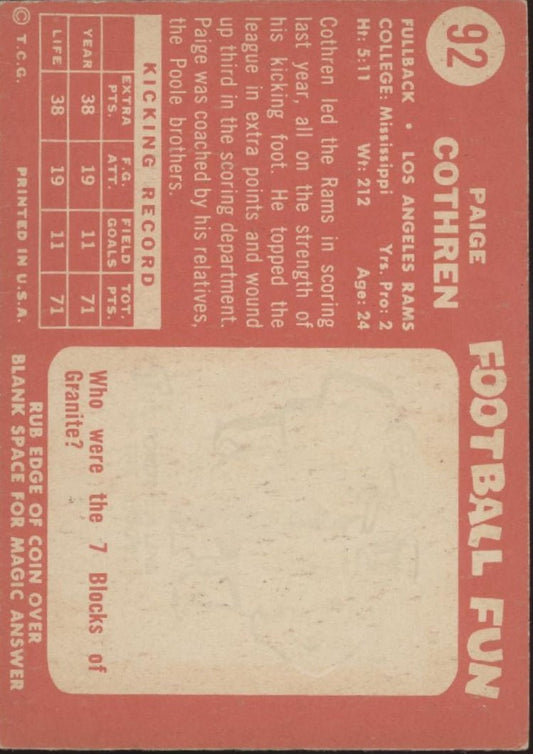 92
PAIGE
COTHREN
FULLBACK • LOS ANGELES RAMS
COLLEGE: Mississippi Yrs. Pro: 2
Ht: 5:11 Wt: 212 Age: 24
Cothren led the Rams in scoring
last year, all on the strength of
his kicking foot. He topped the
league in extra points and wound
up third in the scoring department.
Paige was coached by his relatives,
the Poole brothers.
KICKING RECORD
EXTRA PTS. F.G. ATT. FIELD GOALS TOT. PTS.
YEAR 38 19 11 71
LIFE 38 19 11 71
© T.C.G. PRINTED IN U.S.A.
FOOTBALL FUN
Who were the 7 Blocks of
Granite?
RUB EDGE OF COIN OVER
BLANK SPACE FOR MAGIC ANSWER